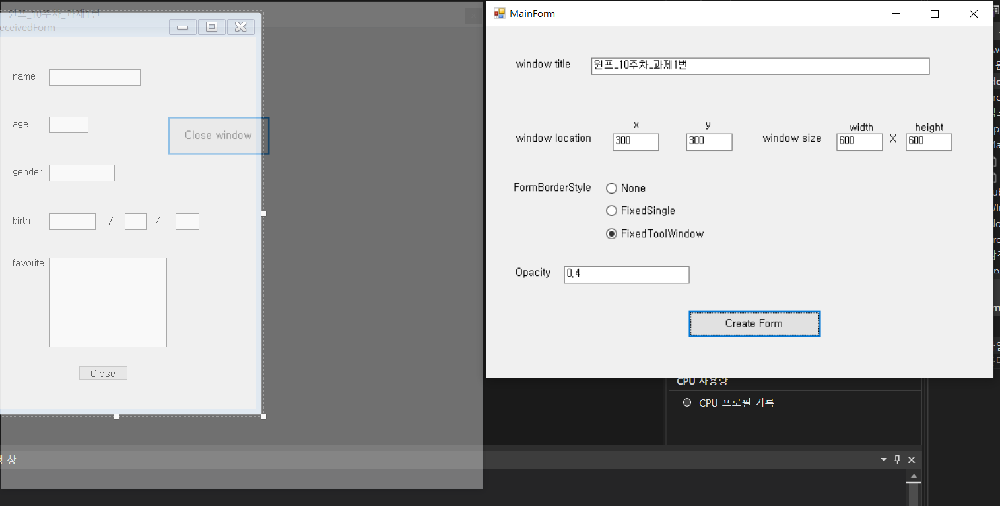 윈프_10주차_과제1번
eceivedForm
name
age
Close window
gender
birth / /
favorite
Close
MainForm
window title 윈프_10주차_과제1번
x y
width height
window location 300 300 window size 600 X 600
FormBorderStyle None
FixedSingle
FixedToolWindow
Opacity 0.4
Create Form
CPU 사용량
CPU 프로필 기록
창